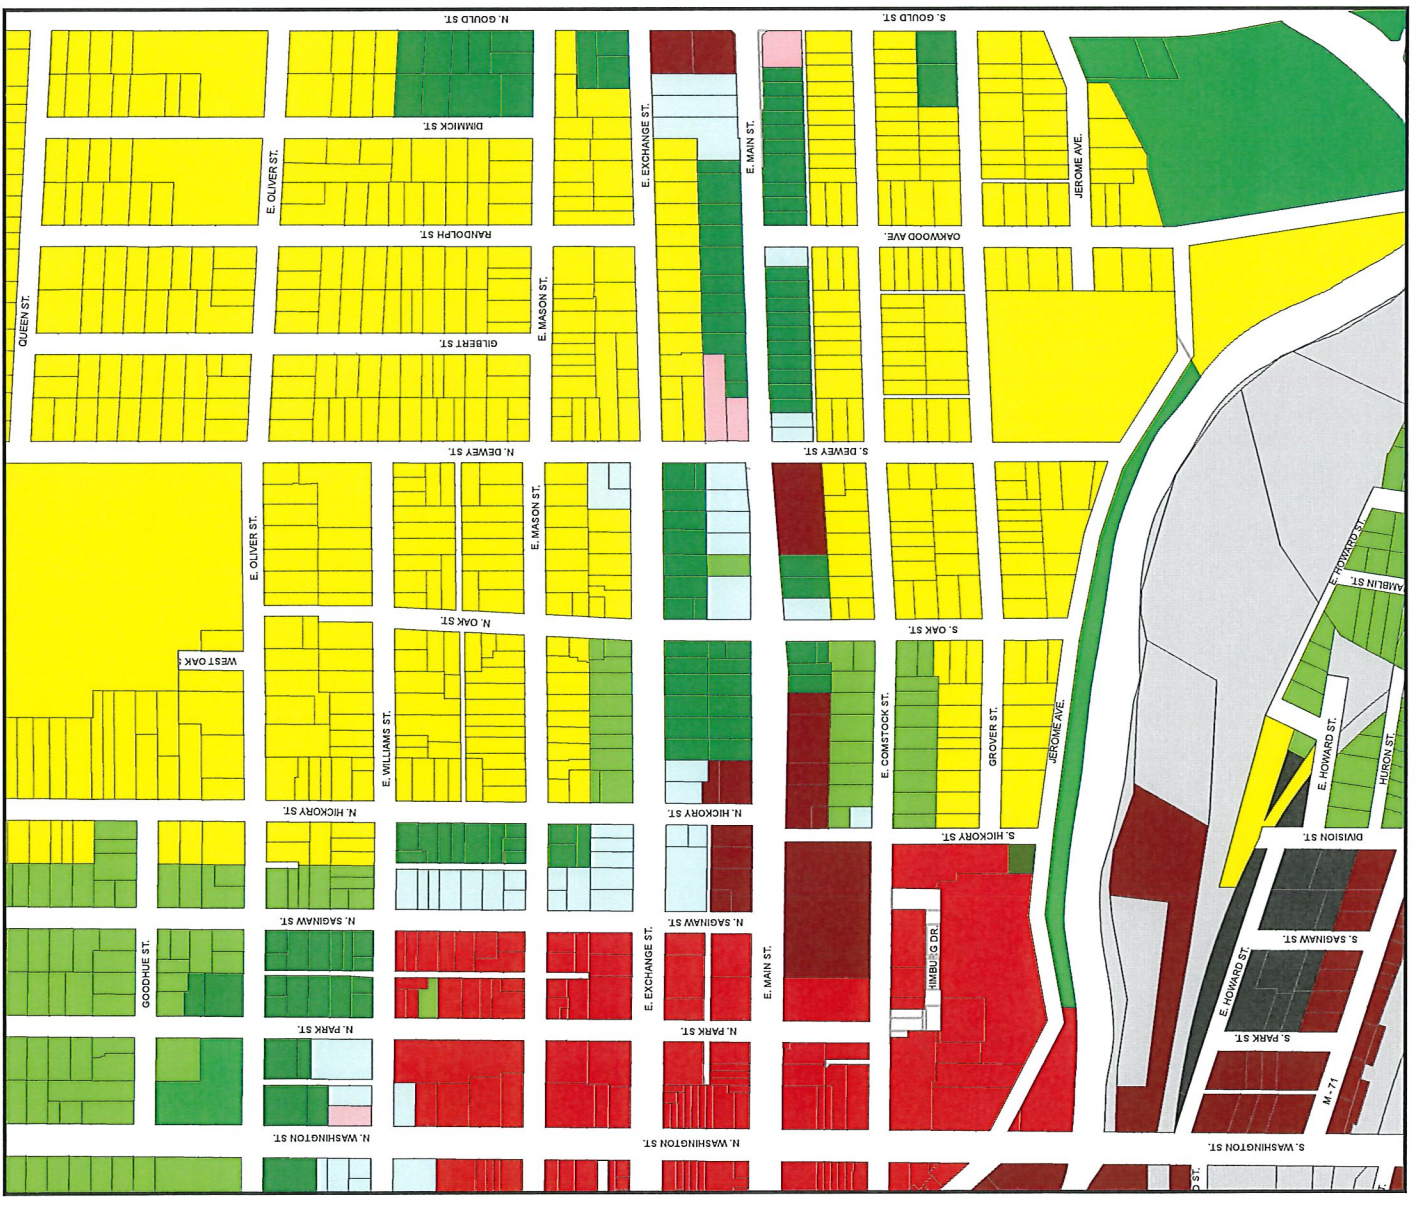 N. GOULD ST.
S. GOULD ST.
DIMMICK ST.
E. EXCHANGE ST.
E. MAIN ST.
JEROME AVE.
E. OLIVER ST.
RANDOLPH ST.
OAKWOOD AVE.
QUEEN ST.
E. MASON ST.
GILBERT ST.
N. DEWEY ST.
S. DEWEY ST.
E. OLIVER ST.
E. MASON ST.
E. HOWARD ST.
AMBLIN ST.
N. OAK ST.
S. OAK ST.
WEST OAK S
E. WILLIAMS ST.
E. COMSTOCK ST.
GROVER ST.
JEROME AVE.
E. HOWARD ST.
HURON ST.
N. HICKORY ST.
N. HICKORY ST.
S. HICKORY ST.
DIVISION ST.
N. SAGINAW ST.
N. SAGINAW ST.
S. SAGINAW ST.
GOODHUE ST.
E. EXCHANGE ST.
E. MAIN ST.
HIMBURG DR.
E. HOWARD ST.
N. PARK ST.
N. PARK ST.
S. PARK ST.
M - 71
N. WASHINGTON ST.
N. WASHINGTON ST.
S. WASHINGTON ST.
D ST.
T.